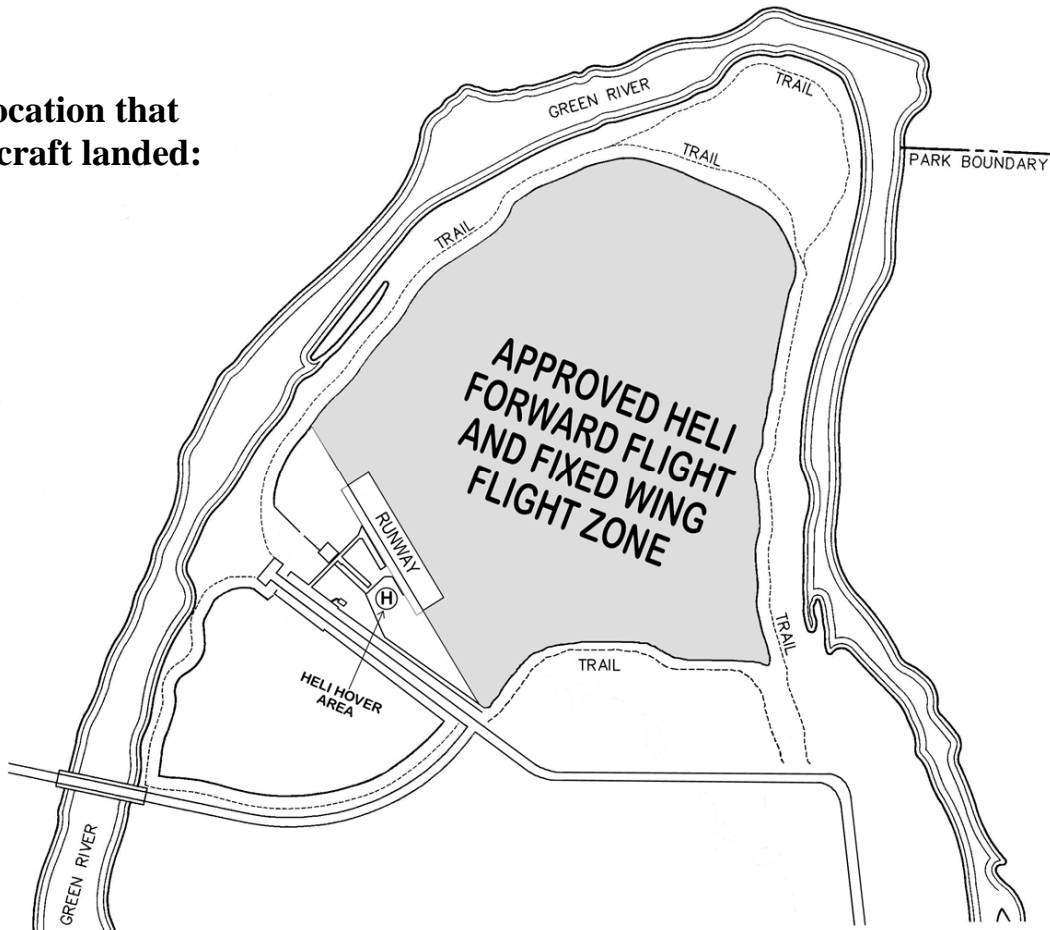 ocation that
craft landed:
GREEN RIVER
TRAIL
TRAIL
PARK BOUNDARY
TRAIL
APPROVED HELI
FORWARD FLIGHT
AND FIXED WING
FLIGHT ZONE
RUNWAY
H
TRAIL
TRAIL
HELI HOVER
AREA
GREEN RIVER